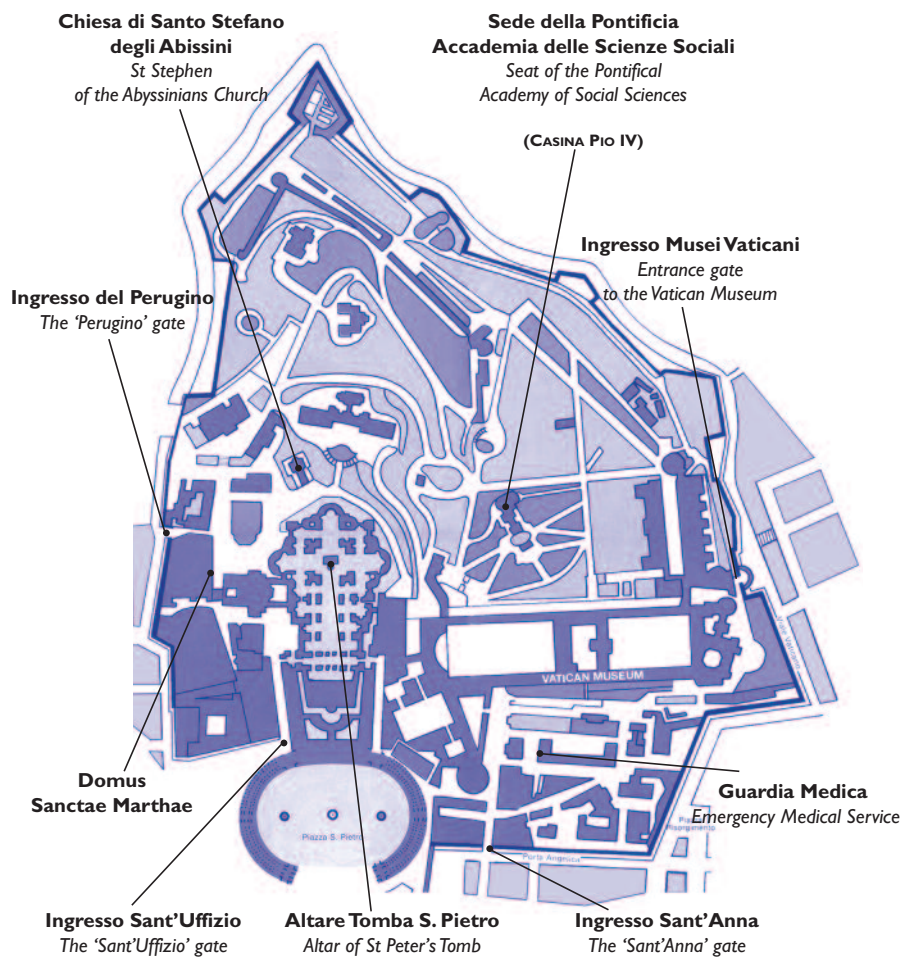 Chiesa di Santo Stefano
degli Abissini
St Stephen
of the Abyssinians Church
Sede della Pontificia
Accademia delle Scienze Sociali
Seat of the Pontifical
Academy of Social Sciences
(CASINA PIO IV)
Ingresso Musei Vaticani
Entrance gate
to the Vatican Museum
Ingresso del Perugino
The ‘Perugino’ gate
Viale Vaticano
VATICAN MUSEUM
Domus
Sanctae Marthae
Guardia Medica
Emergency Medical Service
Risorgimento
Piazza S. Pietro
Porta Angelica
Ingresso Sant’Uffizio
The ‘Sant’Uffizio’ gate
Altare Tomba S. Pietro
Altar of St Peter’s Tomb
Ingresso Sant’Anna
The ‘Sant’Anna’ gate